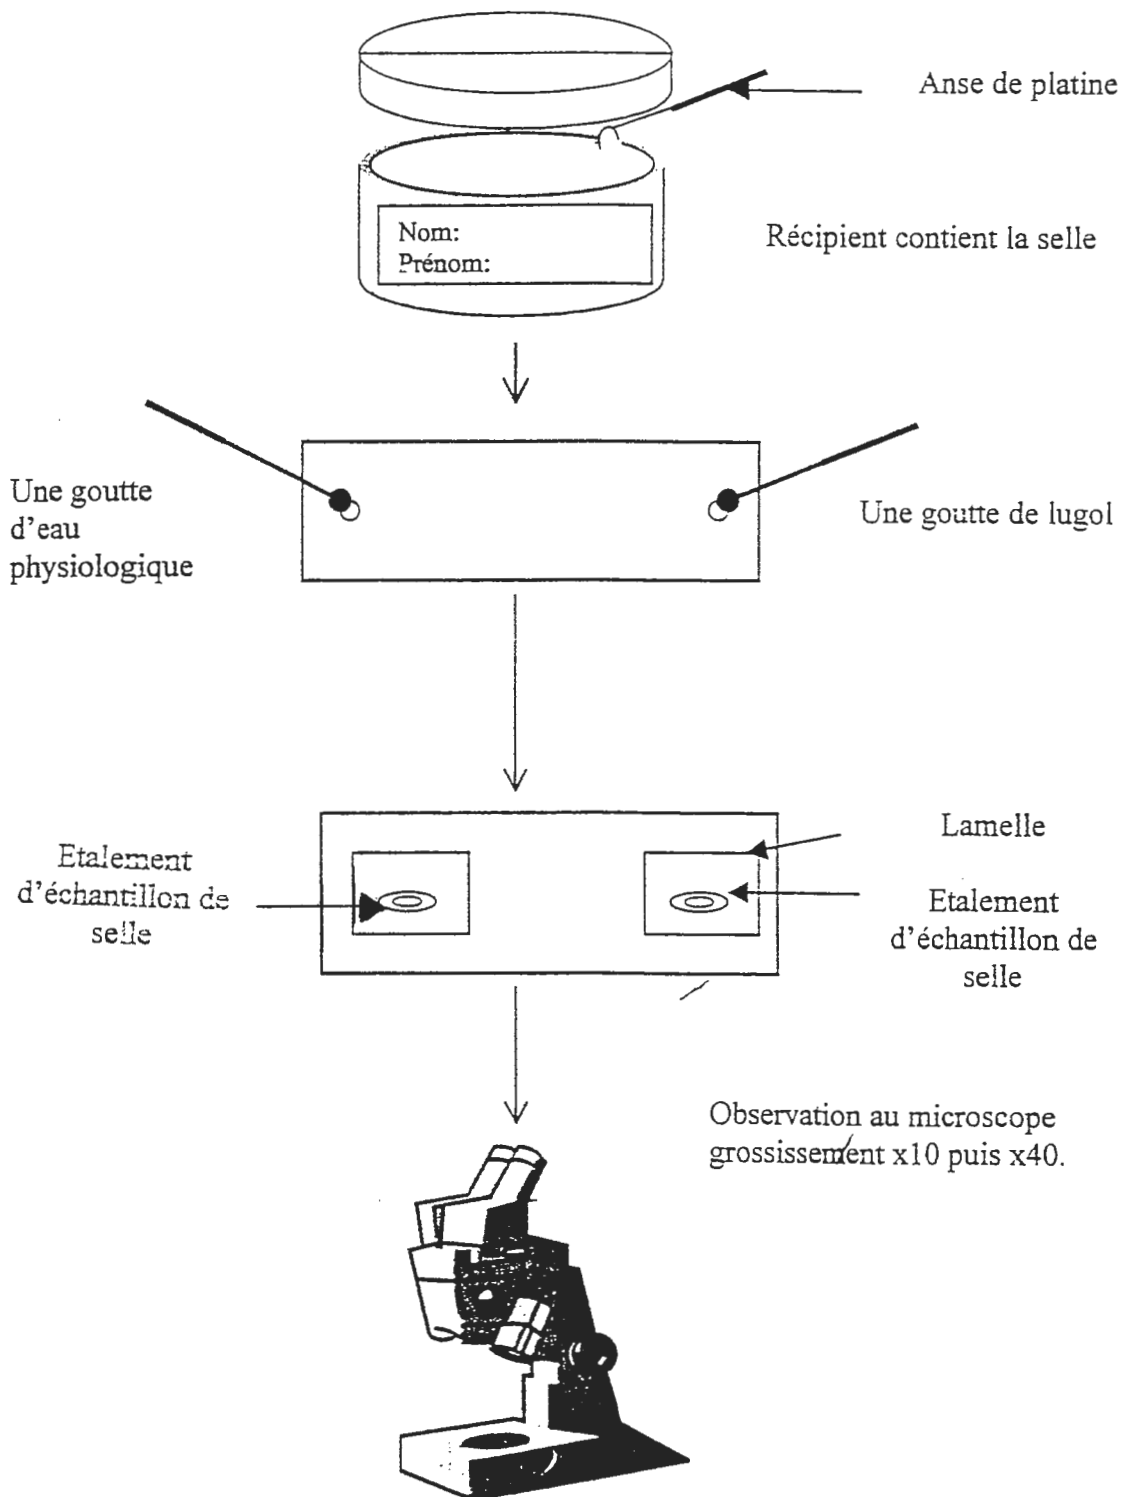 Anse de platine
Nom:
Prénom:
Récipient contient la selle
Une goutte
d'eau
physiologique
Une goutte de lugol
Etalement
d'échantillon de
selle
Lamelle
Etalement
d'échantillon de
selle
Observation au microscope
grossissement x10 puis x40.